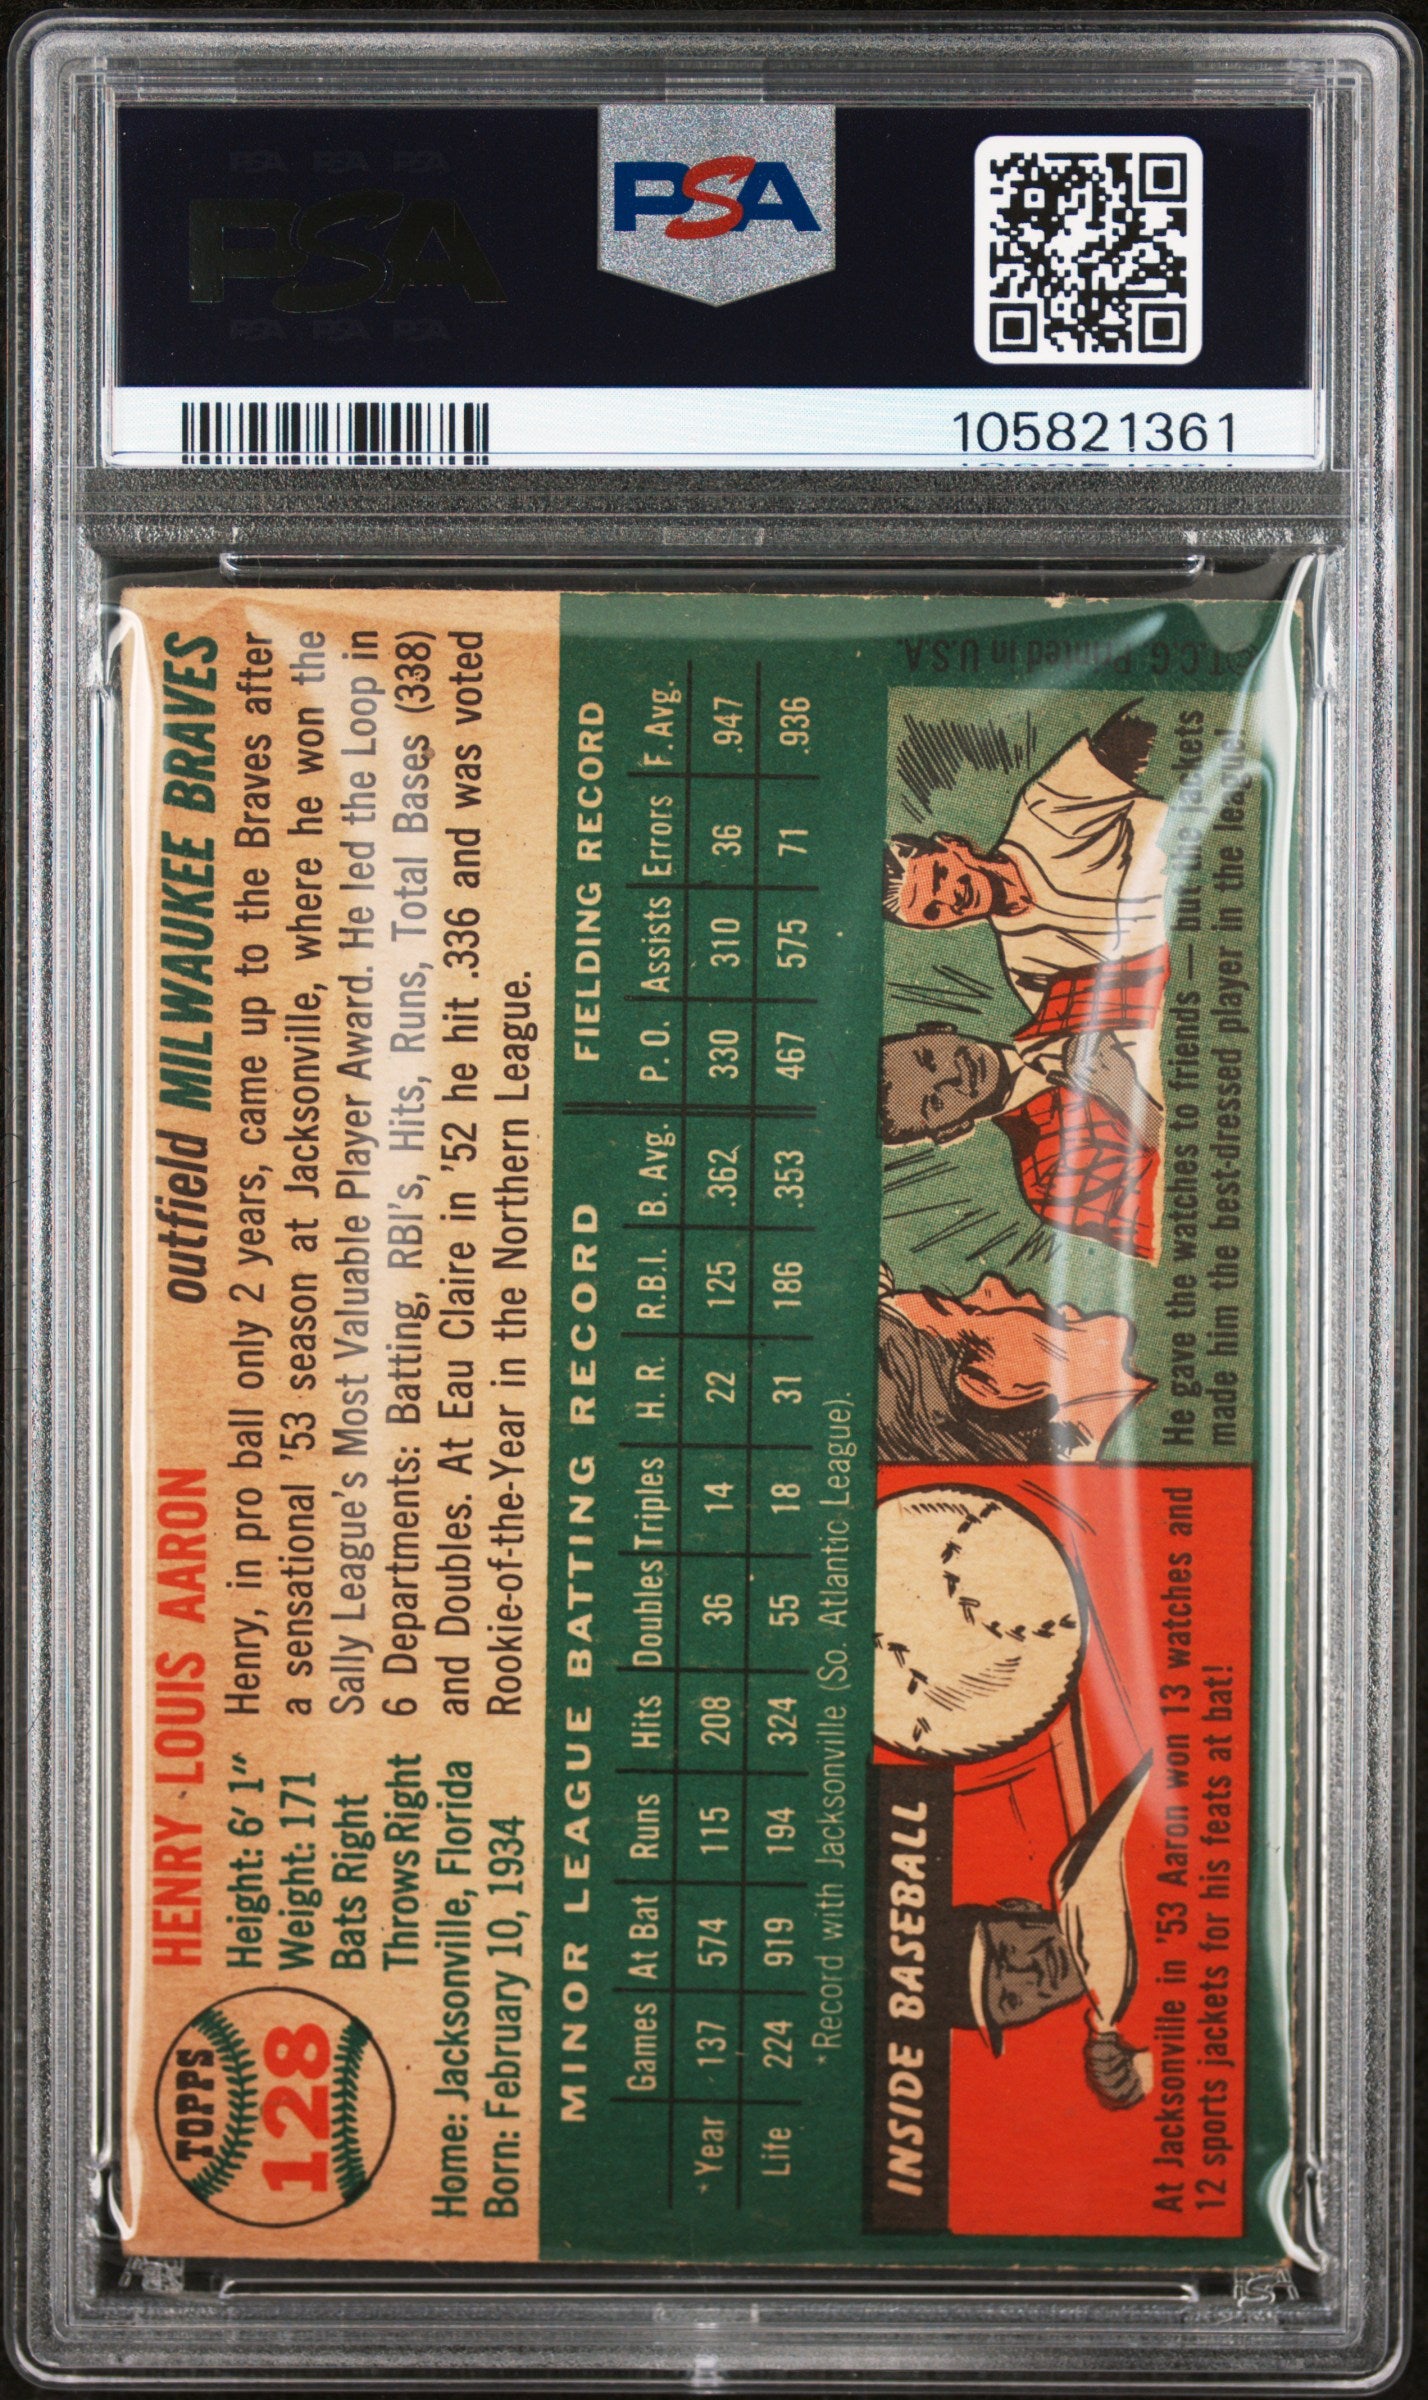 PSA PSA PSA
PSA
PSA PSA PSA
PSA
105821361
TOPPS
128
HENRY LOUIS AARON
outfield MILWAUKEE BRAVES
Height: 6' 1"
Weight: 171
Bats Right
Throws Right
Home: Jacksonville, Florida
Born: February 10, 1934
Henry, in pro ball only 2 years, came up to the Braves after
a sensational '53 season at Jacksonville, where he won the
Sally League's Most Valuable Player Award. He led the Loop in
6 Departments: Batting, RBI's, Hits, Runs, Total Bases (338)
and Doubles. At Eau Claire in '52 he hit .336 and was voted
Rookie-of-the-Year in the Northern League.
MINOR LEAGUE BATTING RECORD FIELDING RECORD
Games At Bat Runs Hits Doubles Triples H. R. R.B.I. B. Avg. P. O. Assists Errors F. Avg.
*Year 137 574 115 208 36 14 22 125 .362 330 310 36 .947
Life 224 919 194 324 55 18 31 186 .353 467 575 71 .936
*Record with Jacksonville (So. Atlantic League).
INSIDE BASEBALL
At Jacksonville in '53 Aaron won 13 watches and
12 sports jackets for his feats at bat!
He gave the watches to friends — but the jackets
made him the best-dressed player in the league!
©T.C.G. Printed in U.S.A.
PSA